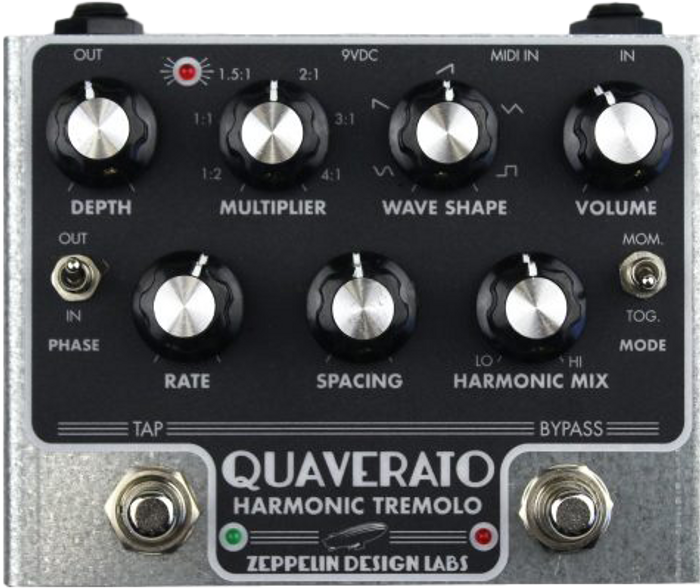 OUT
9VDC
MIDI IN
IN
1.5:1
2:1
1:1
3:1
1:2
4:1
DEPTH
MULTIPLIER
WAVE SHAPE
VOLUME
OUT
MOM.
IN
TOG.
PHASE
MODE
LO
HI
RATE
SPACING
HARMONIC MIX
TAP
BYPASS
QUAVERATO
HARMONIC TREMOLO
ZEPPELIN DESIGN LABS